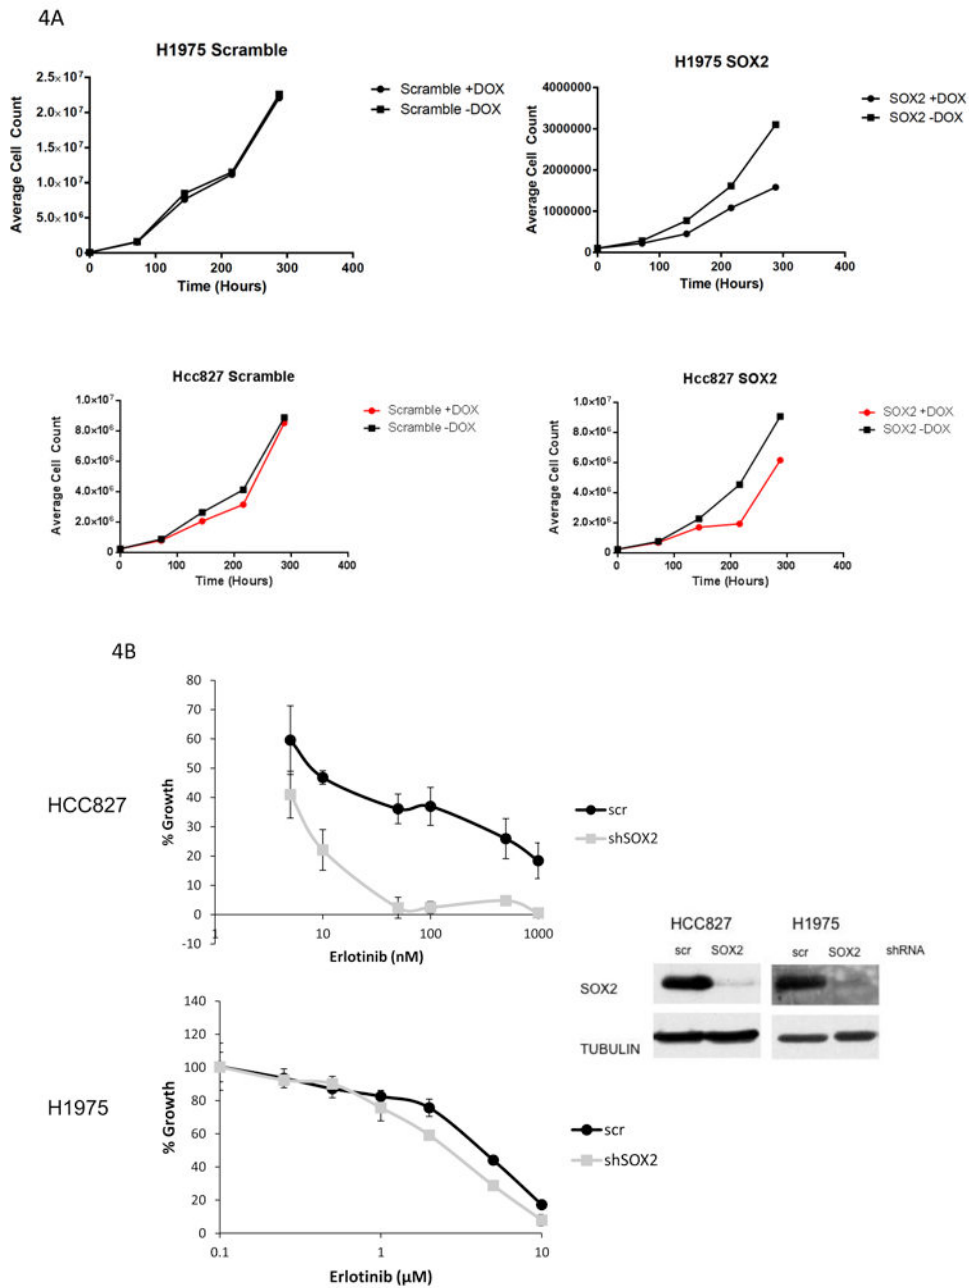 4A
H1975 Scramble
Average Cell Count
2.5×10⁷
2.0×10⁷
1.5×10⁷
1.0×10⁷
5.0×10⁶
0
0 100 200 300 400
Time (Hours)
Scramble +DOX
Scramble -DOX
H1975 SOX2
Average Cell Count
4000000
3000000
2000000
1000000
0
0 100 200 300 400
Time (Hours)
SOX2 +DOX
SOX2 -DOX
Hcc827 Scramble
Average Cell Count
1.0×10⁷
8.0×10⁶
6.0×10⁶
4.0×10⁶
2.0×10⁶
0
0 100 200 300 400
Time (Hours)
Scramble +DOX
Scramble -DOX
Hcc827 SOX2
Average Cell Count
1.0×10⁷
8.0×10⁶
6.0×10⁶
4.0×10⁶
2.0×10⁶
0
0 100 200 300 400
Time (Hours)
SOX2 +DOX
SOX2 -DOX
4B
HCC827
% Growth
80
70
60
50
40
30
20
10
0
-10
1 10 100 1000
Erlotinib (nM)
scr
shSOX2
H1975
% Growth
140
120
100
80
60
40
20
0
0.1 1 10
Erlotinib (µM)
scr
shSOX2
HCC827 H1975
scr SOX2 scr SOX2 shRNA
SOX2
TUBULIN